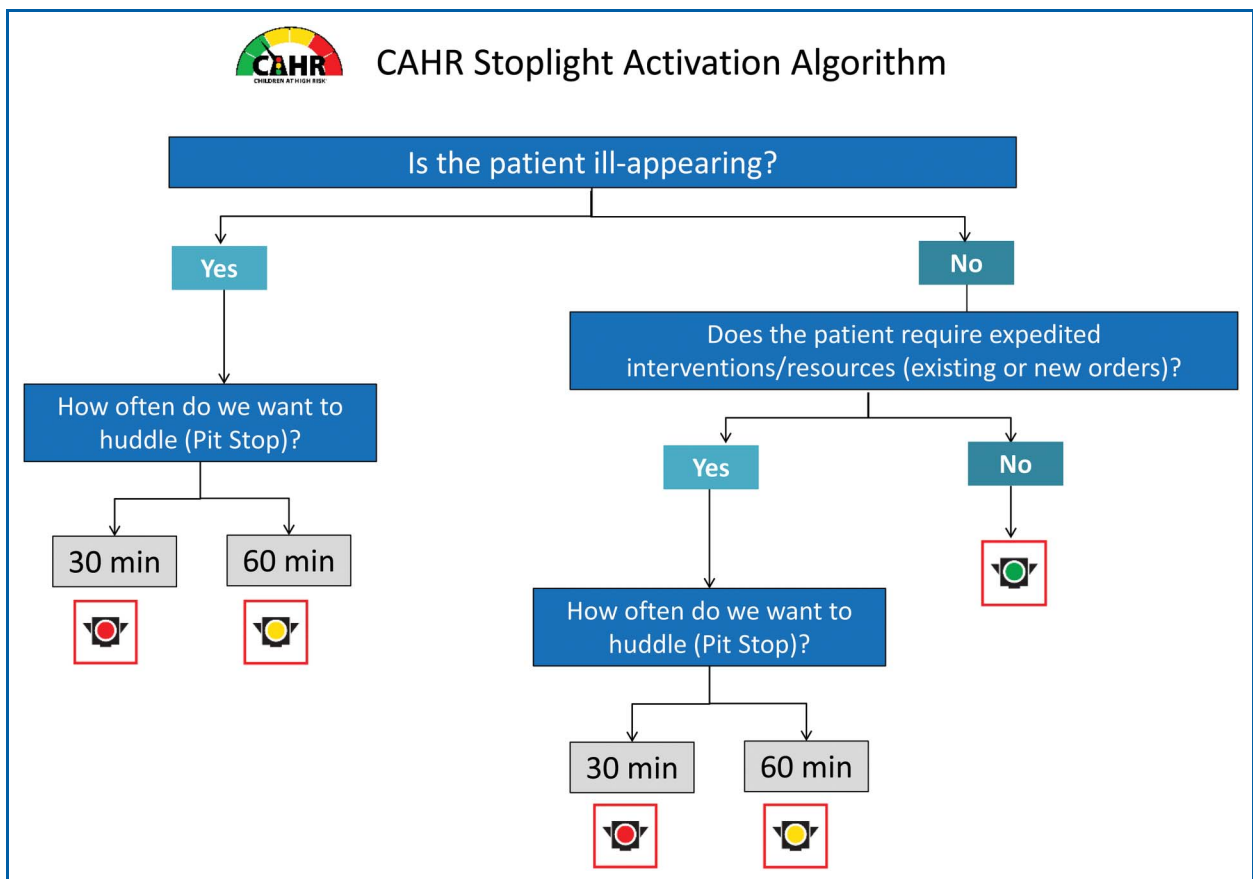 CAHR
CHILDREN AT HIGH RISK
CAHR Stoplight Activation Algorithm
Is the patient ill-appearing?
Yes
No
Does the patient require expedited
interventions/resources (existing or new orders)?
How often do we want to
huddle (Pit Stop)?
Yes
No
30 min
60 min
How often do we want to
huddle (Pit Stop)?
30 min
60 min